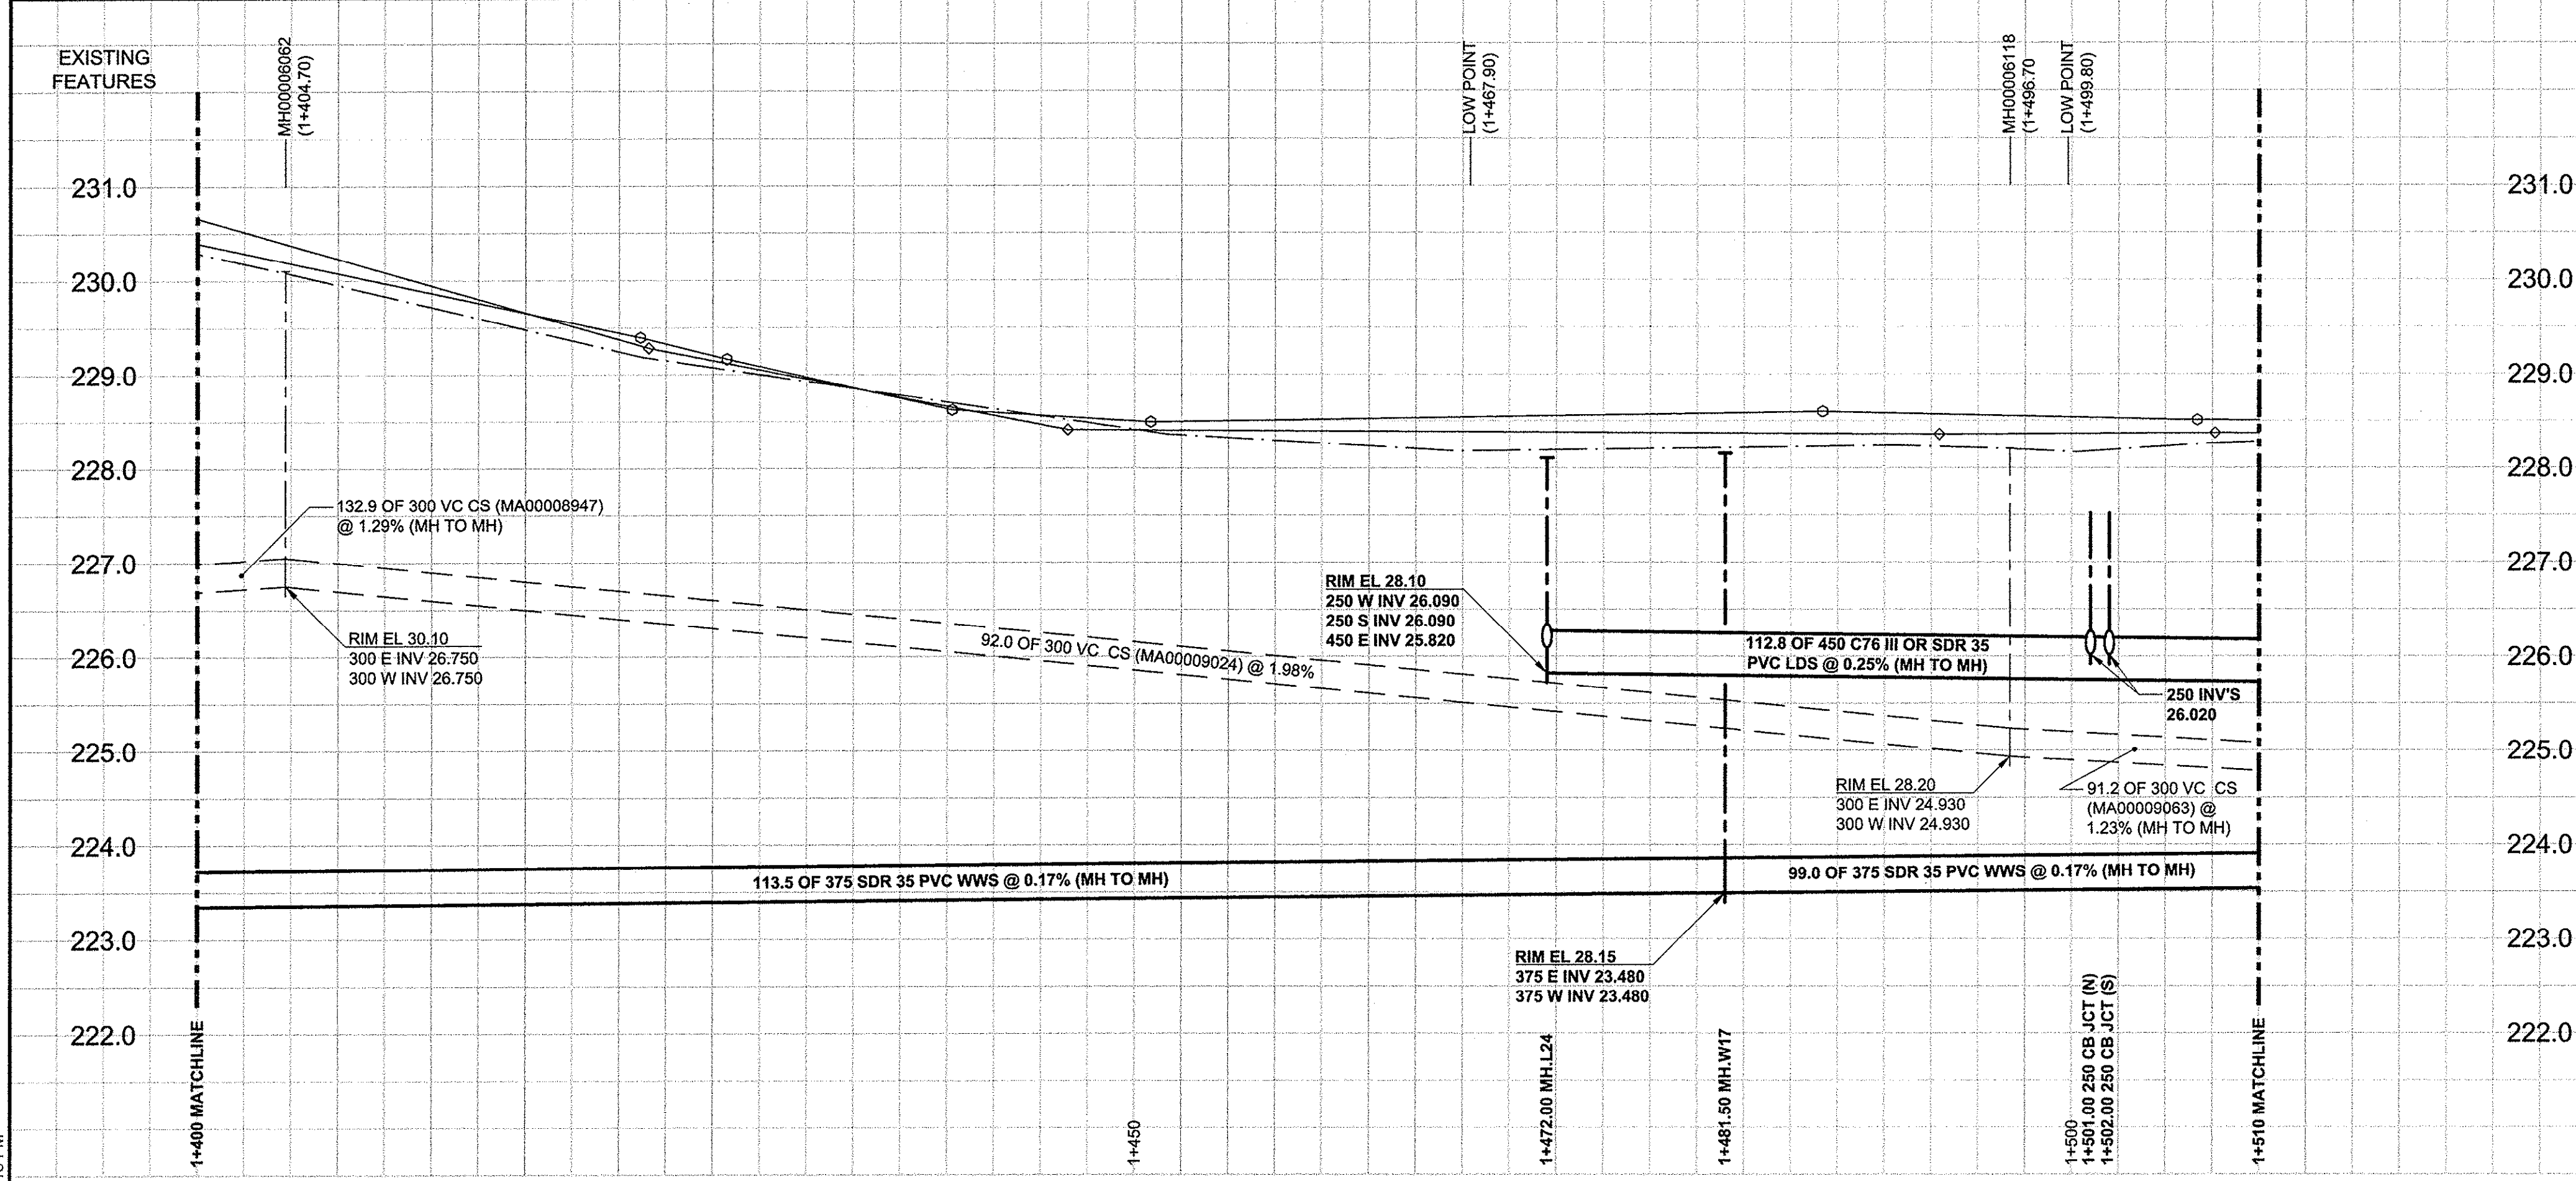 EXISTING
FEATURES
MH00006062
(1+404.70)
LOW POINT
(1+467.90)
MH00006118
(1+496.70
LOW POINT
(1+499.80)
231.0
231.0
230.0
230.0
229.0
229.0
228.0
228.0
227.0
227.0
226.0
226.0
225.0
225.0
224.0
224.0
223.0
223.0
222.0
222.0
132.9 OF 300 VC CS (MA00008947)
@ 1.29% (MH TO MH)
RIM EL 30.10
300 E INV 26.750
300 W INV 26.750
92.0 OF 300 VC CS (MA00009024) @ 1.98%
RIM EL 28.10
250 W INV 26.090
250 S INV 26.090
450 E INV 25.820
112.8 OF 450 C76 III OR SDR 35
PVC LDS @ 0.25% (MH TO MH)
250 INV'S
26.020
RIM EL 28.20
300 E INV 24.930
300 W INV 24.930
91.2 OF 300 VC CS
(MA00009063) @
1.23% (MH TO MH)
113.5 OF 375 SDR 35 PVC WWS @ 0.17% (MH TO MH)
99.0 OF 375 SDR 35 PVC WWS @ 0.17% (MH TO MH)
RIM EL 28.15
375 E INV 23.480
375 W INV 23.480
1+400 MATCHLINE
1+450
1+472.00 MH.L24
1+481.50 MH.W17
1+500
1+501.00 250 CB JCT (N)
1+502.00 250 CB JCT (S)
1+510 MATCHLINE